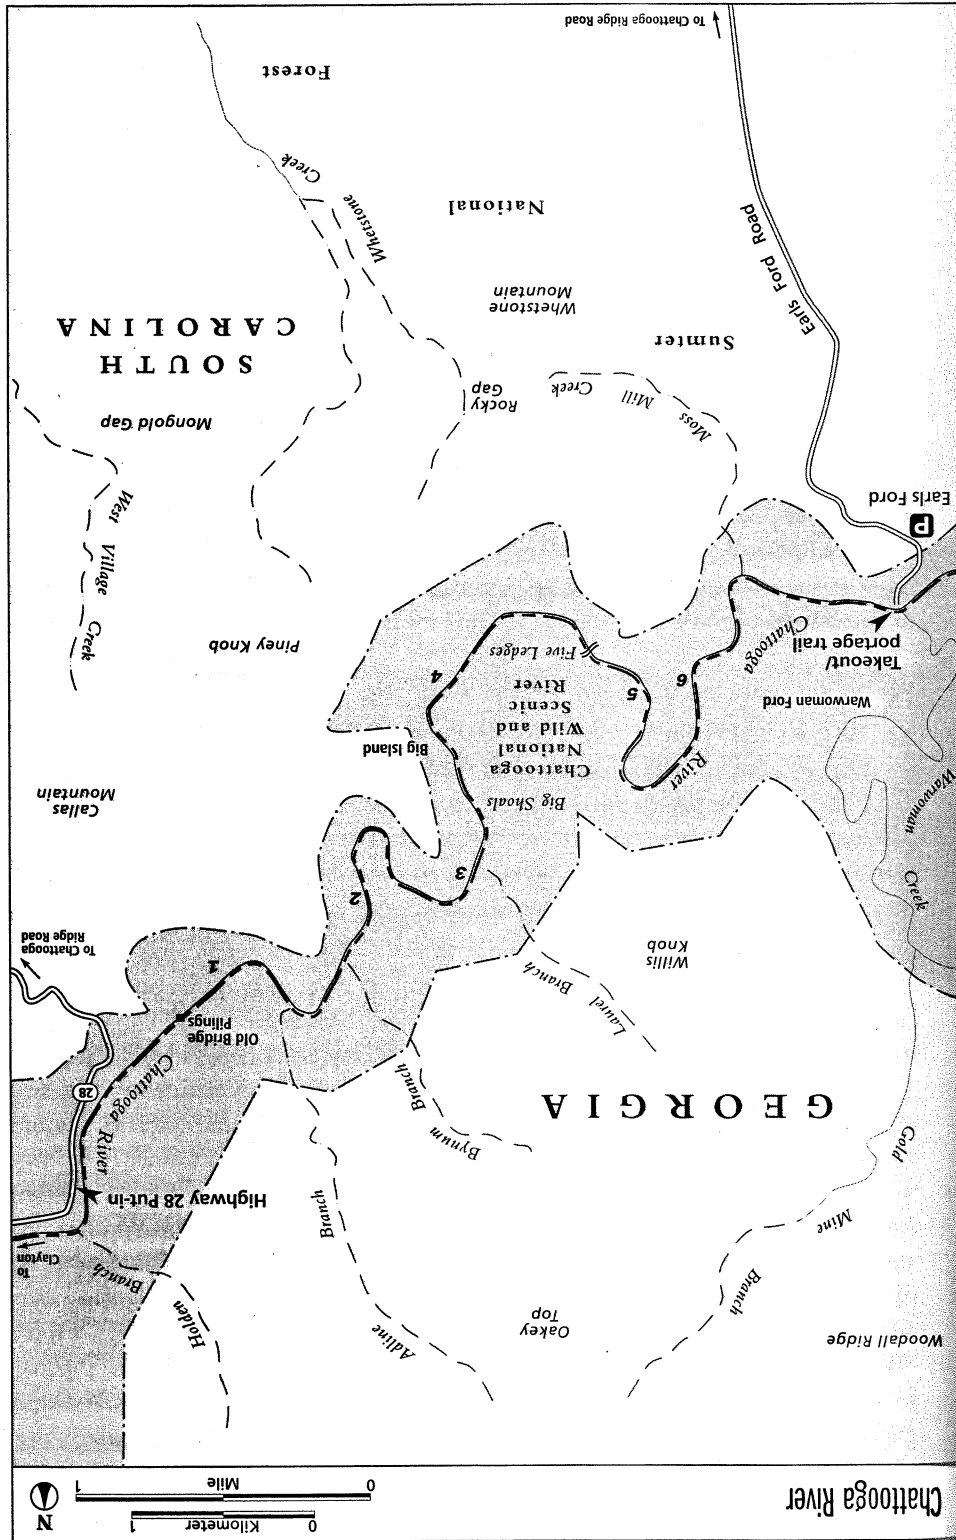 Chattooga River
0 Kilometer 1
0 Mile 1
N
Woodall Ridge
Oakey
Top
Adline
Branch
Holden
Branch
To
Clayton
Mine
Branch
Gold
Highway 28 Put-in
28
Chattooga River
Bynum
Branch
GEORGIA
Old Bridge
Pilings
1
To Chattooga
Ridge Road
Laurel Branch
Willis
Knob
Creek
Warwoman
2
3
Big Shoals
Callas
Mountain
Chattooga
National
Wild and
Scenic
River
Big Island
River
Warwoman Ford
5
6
4
Five Ledges
Piney Knob
Takeout/
portage trail
Chattooga
West Village Creek
Earls Ford
P
Moss
Mill
Creek
Rocky
Gap
Mongold Gap
SOUTH
CAROLINA
Sumter
Whetstone
Mountain
Earls Ford Road
National
Whetstone
Creek
Forest
To Chattooga Ridge Road